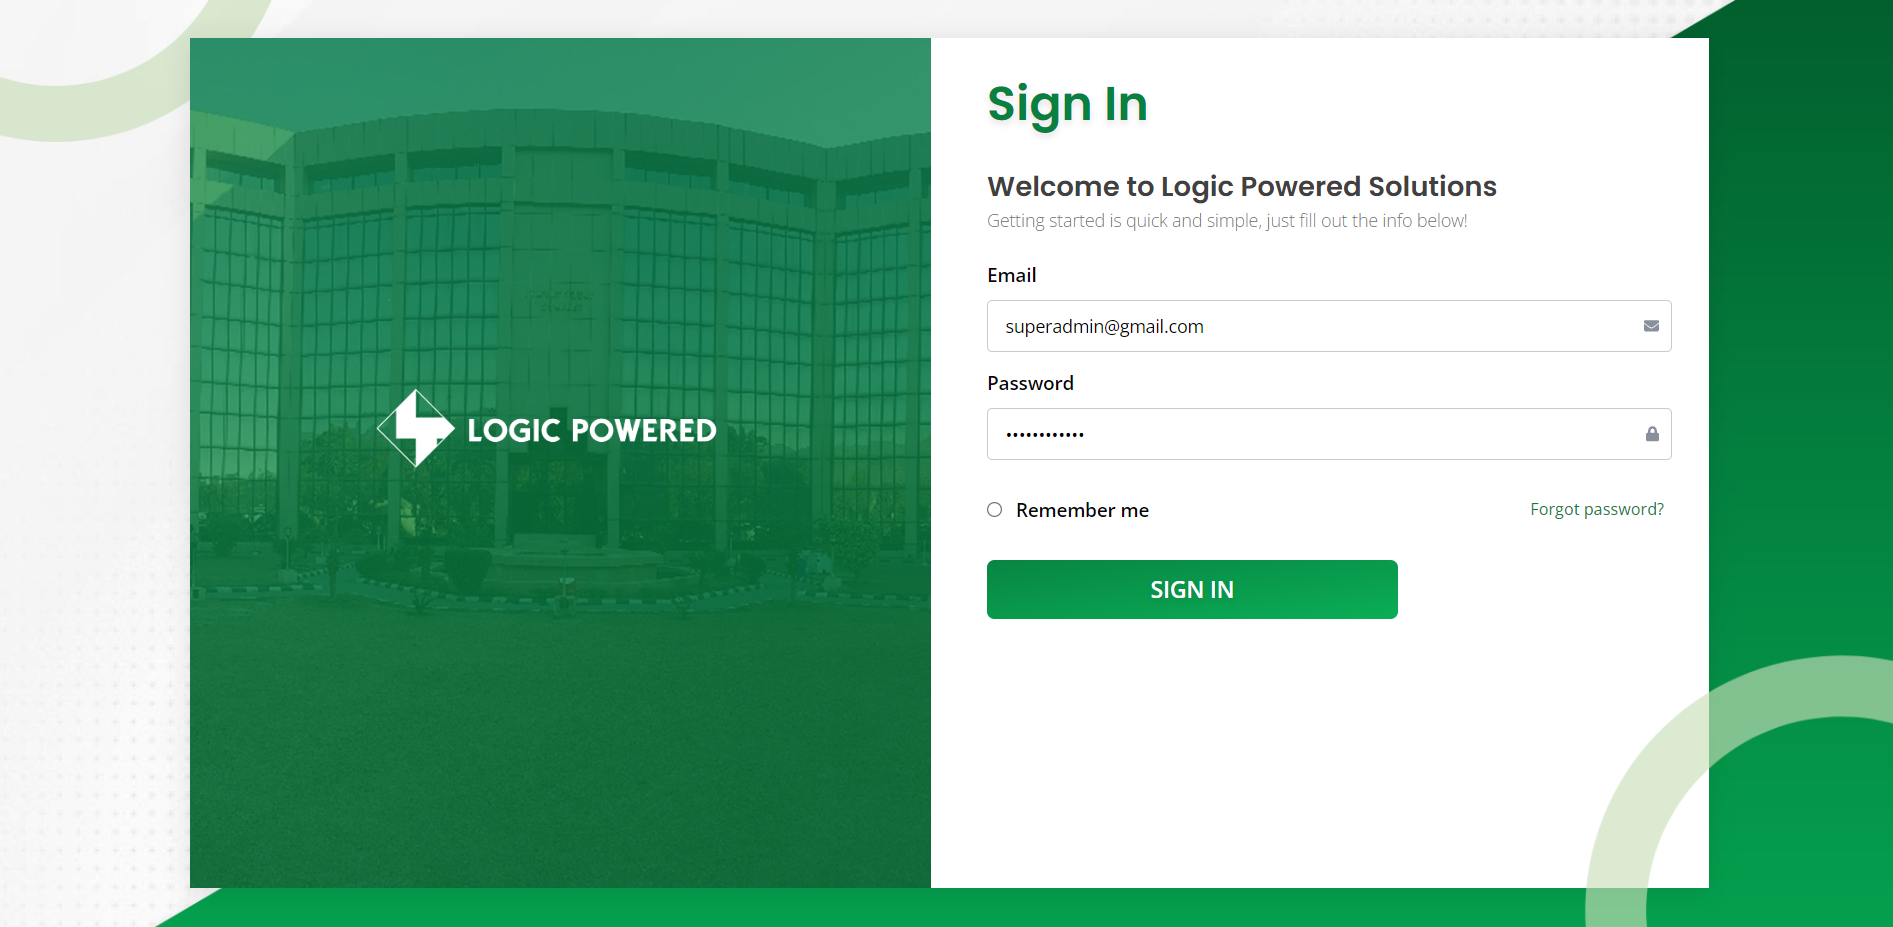 LOGIC POWERED
Sign In
Welcome to Logic Powered Solutions
Getting started is quick and simple, just fill out the info below!
Email
superadmin@gmail.com
Password
••••••••••••
Remember me
Forgot password?
SIGN IN